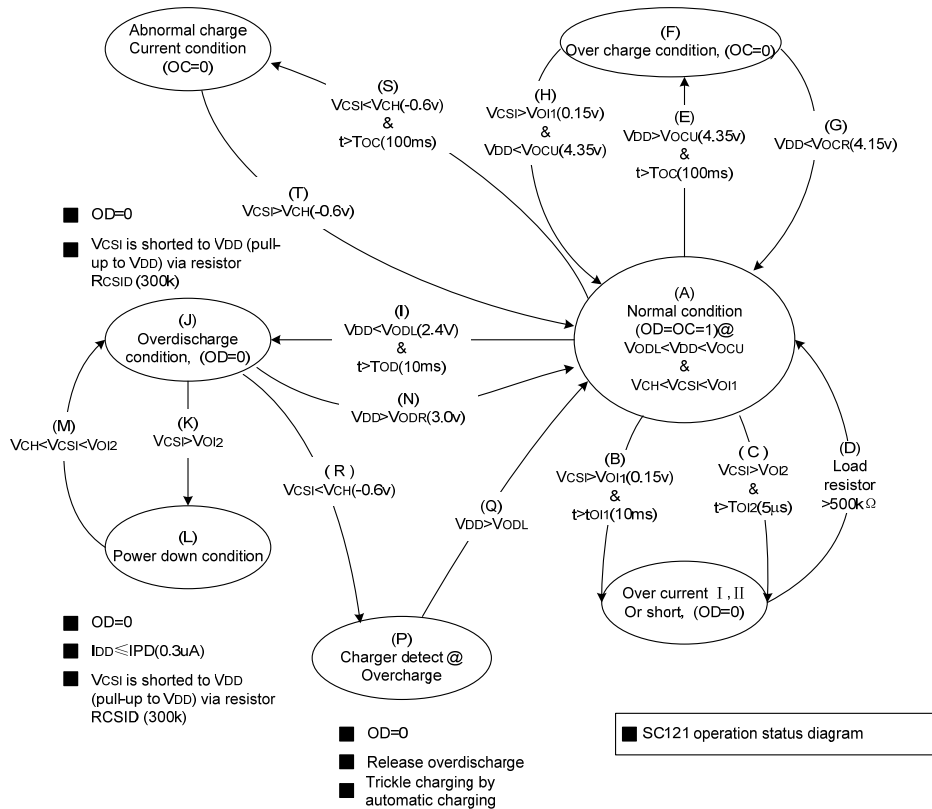 Abnormal charge
Current condition
(OC=0)
(F)
Over charge condition, (OC=0)
(S)
VCSI<VCH(-0.6v)
&
t>TOC(100ms)
(H)
VCSI>VOI1(0.15v)
&
VDD<VOCU(4.35v)
(E)
VDD>VOCU(4.35v)
&
t>TOC(100ms)
(G)
VDD<VOCR(4.15v)
(T)
VCSI>VCH(-0.6v)
■ OD=0
■ VCSI is shorted to VDD (pull-
up to VDD) via resistor
RCSID (300k)
(J)
Overdischarge
condition, (OD=0)
(I)
VDD<VODL(2.4V)
&
t>TOD(10ms)
(A)
Normal condition
(OD=OC=1)@
VODL<VDD<VOCU
&
VCH<VCSI<VOI1
(N)
VDD>VODR(3.0v)
(M)
VCH<VCSI<VOI2
(K)
VCSI>VOI2
(R)
VCSI<VCH(-0.6v)
(Q)
VDD>VODL
(B)
VCSI>VOI1(0.15v)
&
t>tOI1(10ms)
(C)
VCSI>VOI2
&
t>TOI2(5μs)
(D)
Load
resistor
>500kΩ
(L)
Power down condition
Over current I,II
Or short, (OD=0)
■ OD=0
■ IDD≤IPD(0.3uA)
■ VCSI is shorted to VDD
(pull-up to VDD) via resistor
RCSID (300k)
(P)
Charger detect @
Overcharge
■ OD=0
■ Release overdischarge
■ Trickle charging by
automatic charging
■ SC121 operation status diagram